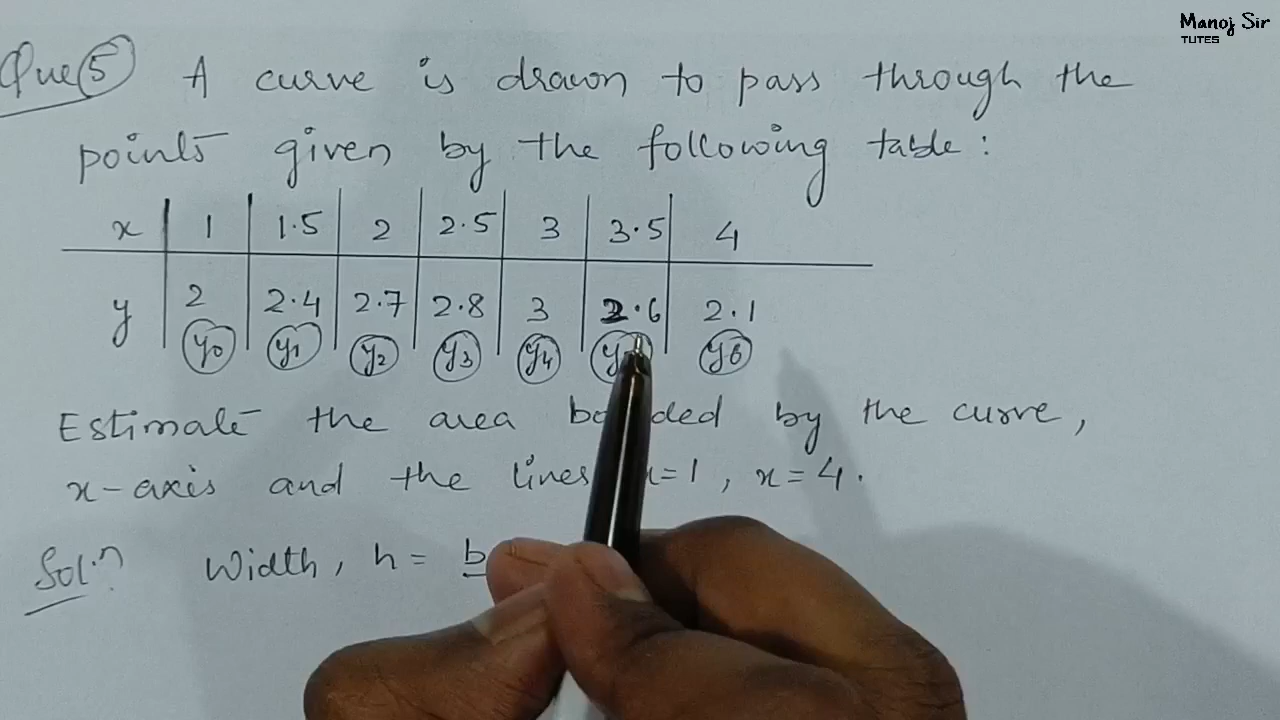 Manoj Sir
TUTES
Que 5 A curve is drawn to pass through the
points given by the following table:
x 1 1.5 2 2.5 3 3.5 4
y 2 2.4 2.7 2.8 3 2.6 2.1
y0 y1 y2 y3 y4 y6
Estimate the area by the curve,
x-axis and the lines x=1, x=4.
Sol.n Width, h = b